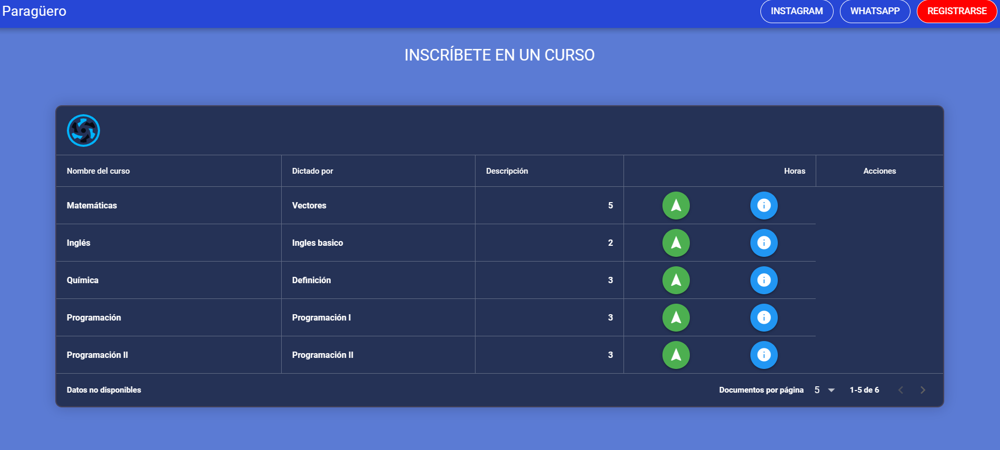 Paragüero
INSTAGRAM
WHATSAPP
REGISTRARSE
INSCRÍBETE EN UN CURSO
Nombre del curso Dictado por Descripción Horas Acciones
Matemáticas Vectores 5
Inglés Ingles basico 2
Química Definición 3
Programación Programación I 3
Programación II Programación II 3
Datos no disponibles Documentos por página 5 1-5 de 6